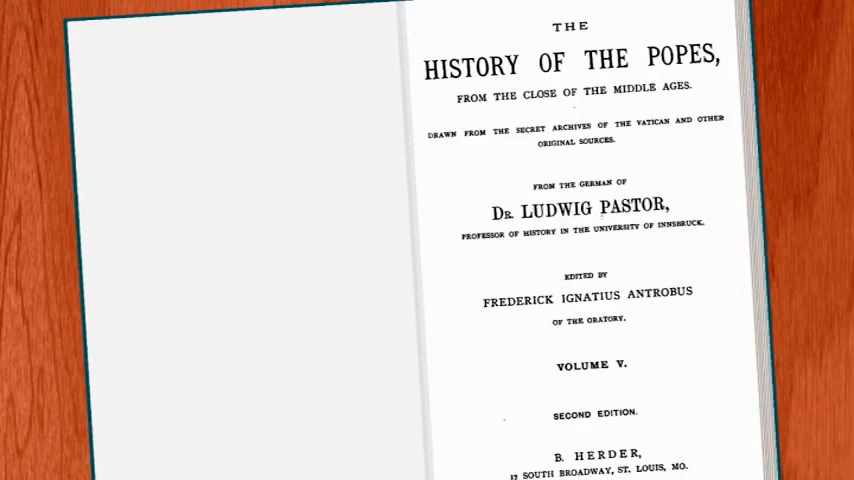 THE
HISTORY OF THE POPES,
FROM THE CLOSE OF THE MIDDLE AGES.
DRAWN FROM THE SECRET ARCHIVES OF THE VATICAN AND OTHER
ORIGINAL SOURCES.
FROM THE GERMAN OF
DR. LUDWIG PASTOR,
PROFESSOR OF HISTORY IN THE UNIVERSITY OF INNSBRUCK.
EDITED BY
FREDERICK IGNATIUS ANTROBUS
OF THE ORATORY.
VOLUME V.
SECOND EDITION.
B. HERDER,
17 SOUTH BROADWAY, ST. LOUIS, MO.